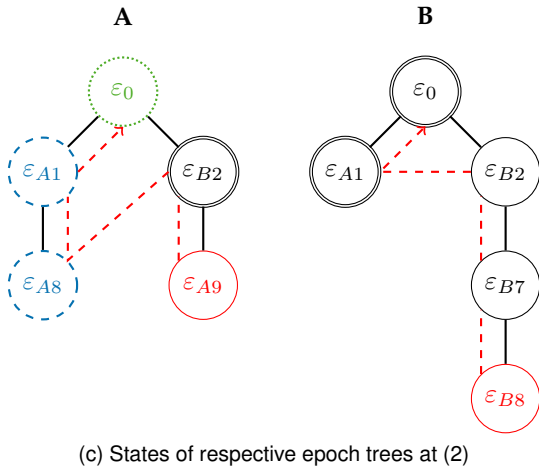 A B
ε0 ε0
εA1 εB2 εA1 εB2
εA8 εA9 εB7
εB8
(c) States of respective epoch trees at (2)